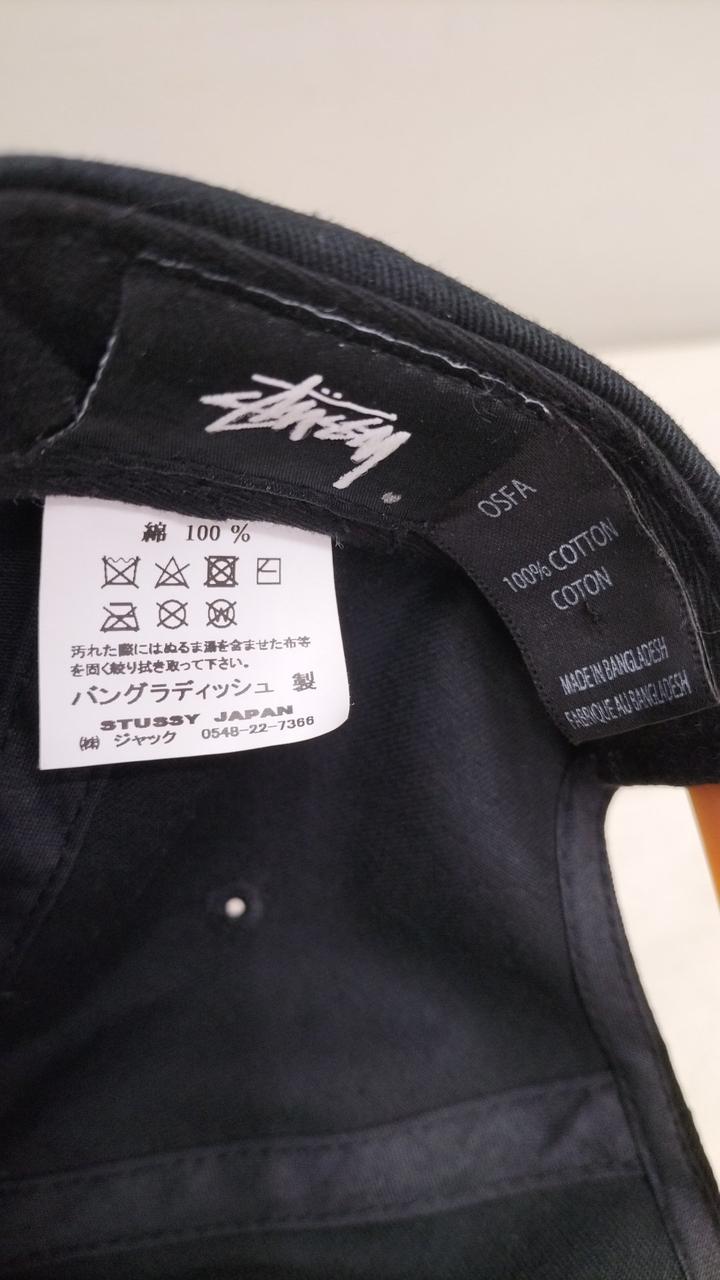 Stüssy.
綿 100 %
汚れた際にはぬるま湯を含ませた布等
を固く絞り拭き取って下さい。
バングラディッシュ 製
STUSSY JAPAN
㈱ ジャック 0548-22-7366
OSFA
100% COTTON
COTON
MADE IN BANGLADESH
FABRIQUE AU BANGLADESH